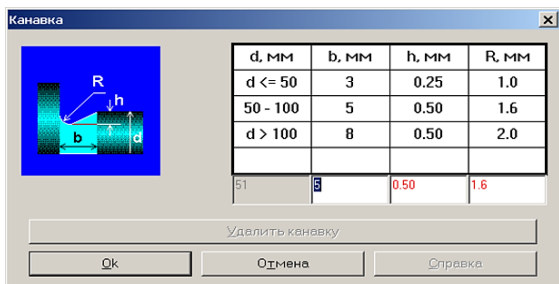 Канавка
d, мм b, мм h, мм R, мм
d <= 50 3 0.25 1.0
50 - 100 5 0.50 1.6
d > 100 8 0.50 2.0
51 5 0.50 1.6
R
h
b
d
Удалить канавку
Ok Отмена Справка